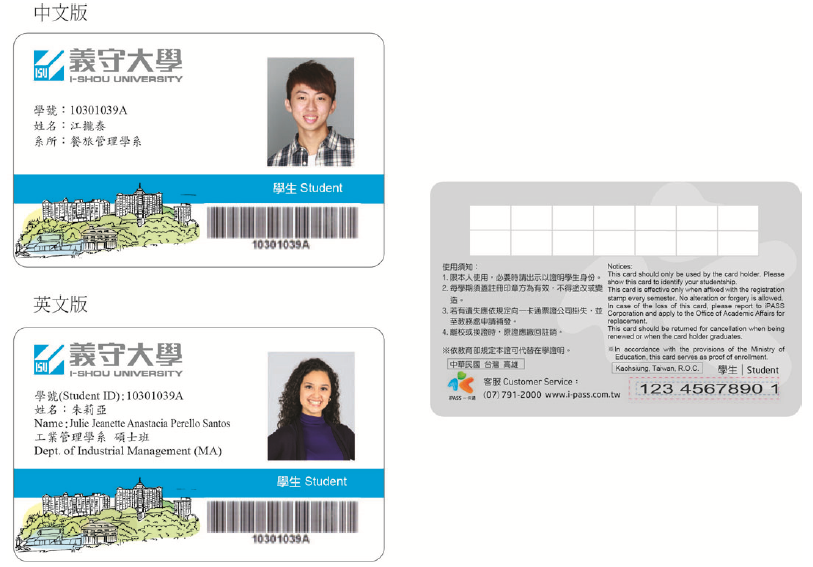 中文版
義守大學
ISU
I-SHOU UNIVERSITY
學號：10301039A
姓名：江攏泰
系所：餐旅管理學系
學生 Student
10301039A
英文版
義守大學
ISU
I-SHOU UNIVERSITY
學號(Student ID)：10301039A
姓名：朱莉亞
Name：Julie Jeanette Anastacia Perello Santos
工業管理學系 碩士班
Dept. of Industrial Management (MA)
學生 Student
10301039A
使用須知：
1. 限本人使用，必要時請出示以證明學生身份。
2. 每學期須蓋註冊印章方為有效，不得塗改或變
造。
3. 若有遺失應依規定向一卡通票證公司掛失，並
至教務處申請補發。
4. 離校或換證時，原證應繳回註銷。
※依教育部規定本證可代替在學證明。
中華民國 台灣 高雄
Notices:
This card should only be used by the card holder. Please
show this card to identify your studentship.
This card is effective only when affixed with the registration
stamp every semester. No alteration or forgery is allowed.
In case of the loss of this card, please report to iPASS
Corporation and apply to the Office of Academic Affairs for
replacement.
This card should be returned for cancellation when being
renewed or when the card holder graduates.
※In accordance with the provisions of the Ministry of
Education, this card serves as proof of enrollment.
Kaohsiung, Taiwan, R.O.C.
學生 | Student
iPASS 一卡通
客服 Customer Service：
(07) 791-2000 www.i-pass.com.tw
123 4567890 1